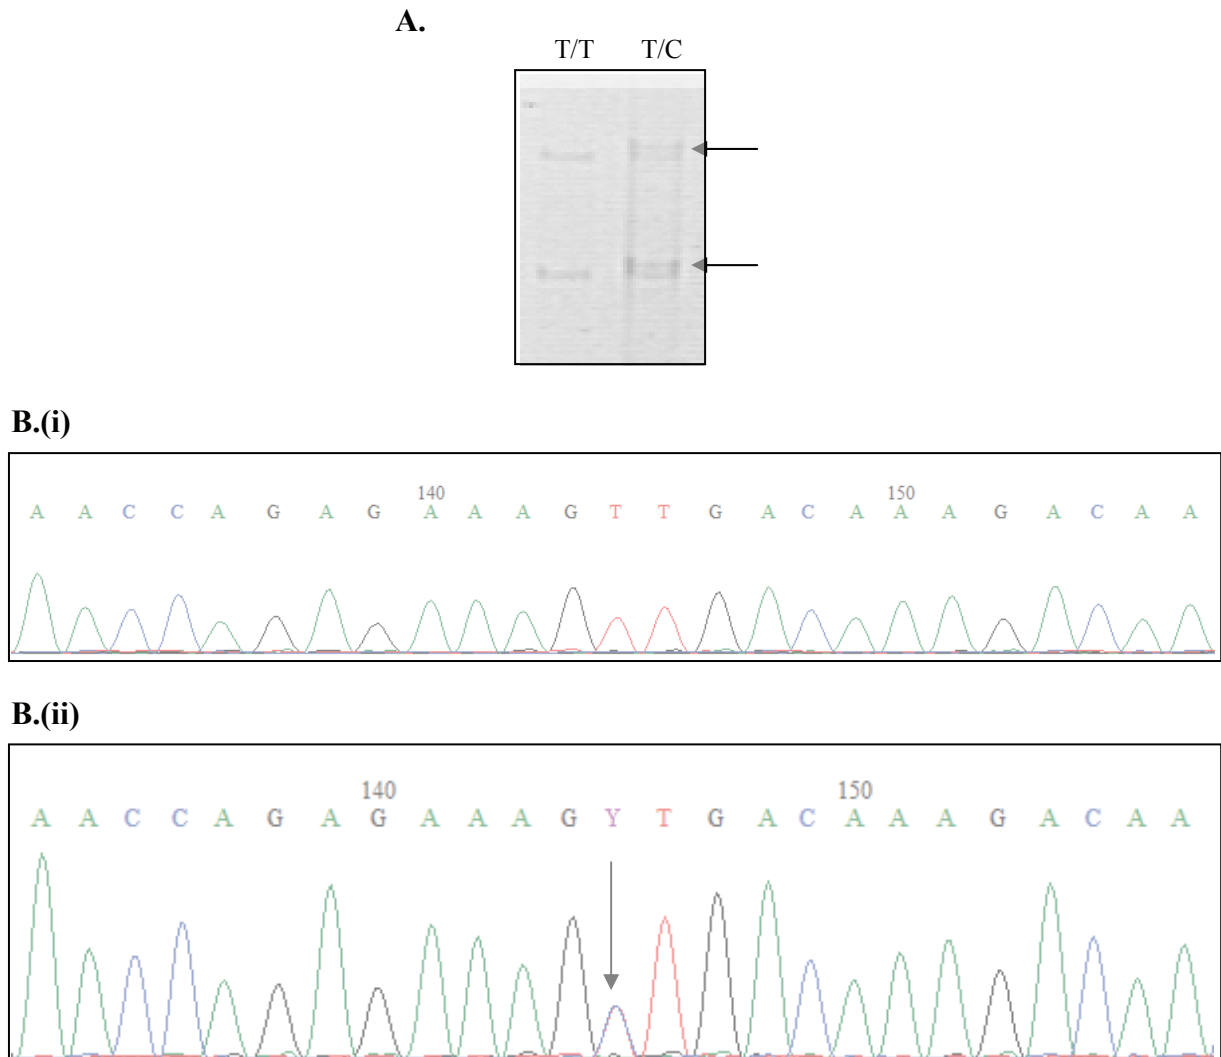 A.
T/T T/C
B.(i)
140 150
A A C C A G A G A A A G T T G A C A A A G A C A A
B.(ii)
140 150
A A C C A G A G A A A G Y T G A C A A A G A C A A